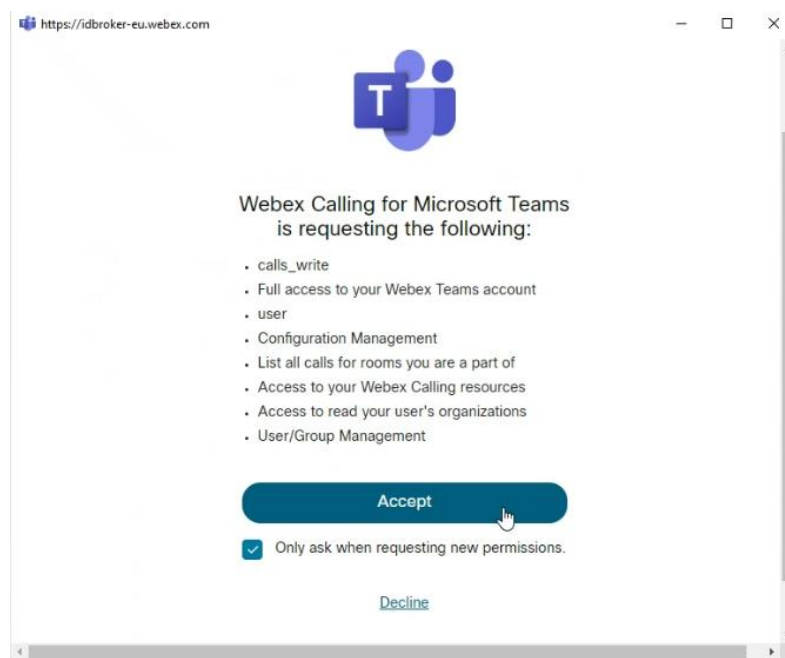 https://idbroker-eu.webex.com
T
Webex Calling for Microsoft Teams
is requesting the following:
• calls_write
• Full access to your Webex Teams account
• user
• Configuration Management
• List all calls for rooms you are a part of
• Access to your Webex Calling resources
• Access to read your user's organizations
• User/Group Management
Accept
Only ask when requesting new permissions.
Decline